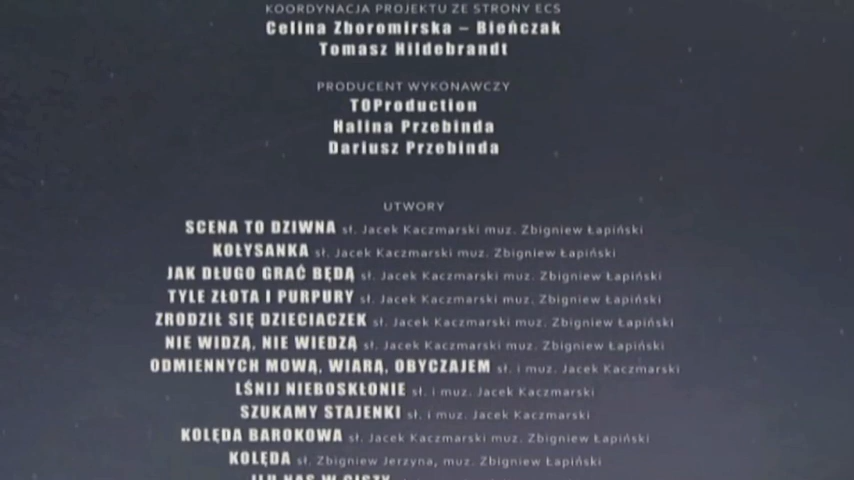 KOORDYNACJA PROJEKTU ZE STRONY ECS
Celina Zboromirska – Bieńczak
Tomasz Hildebrandt
PRODUCENT WYKONAWCZY
TOProduction
Halina Przebinda
Dariusz Przebinda
UTWORY
SCENA TO DZIWNA sł. Jacek Kaczmarski muz. Zbigniew Łapiński
KOŁYSANKA sł. Jacek Kaczmarski muz. Zbigniew Łapiński
JAK DŁUGO GRAĆ BĘDĄ sł. Jacek Kaczmarski muz. Zbigniew Łapiński
TYLE ZŁOTA I PURPURY sł. Jacek Kaczmarski muz. Zbigniew Łapiński
ZRODZIŁ SIĘ DZIECIACZEK sł. Jacek Kaczmarski muz. Zbigniew Łapiński
NIE WIDZĄ, NIE WIEDZĄ sł. Jacek Kaczmarski muz. Zbigniew Łapiński
ODMIENNYCH MOWĄ, WIARĄ, OBYCZAJEM sł. i muz. Jacek Kaczmarski
LŚNIJ NIEBOSKŁONIE sł. i muz. Jacek Kaczmarski
SZUKAMY STAJENKI sł. i muz. Jacek Kaczmarski
KOLĘDA BAROKOWA sł. Jacek Kaczmarski muz. Zbigniew Łapiński
KOLĘDA sł. Zbigniew Jerzyna, muz. Zbigniew Łapiński